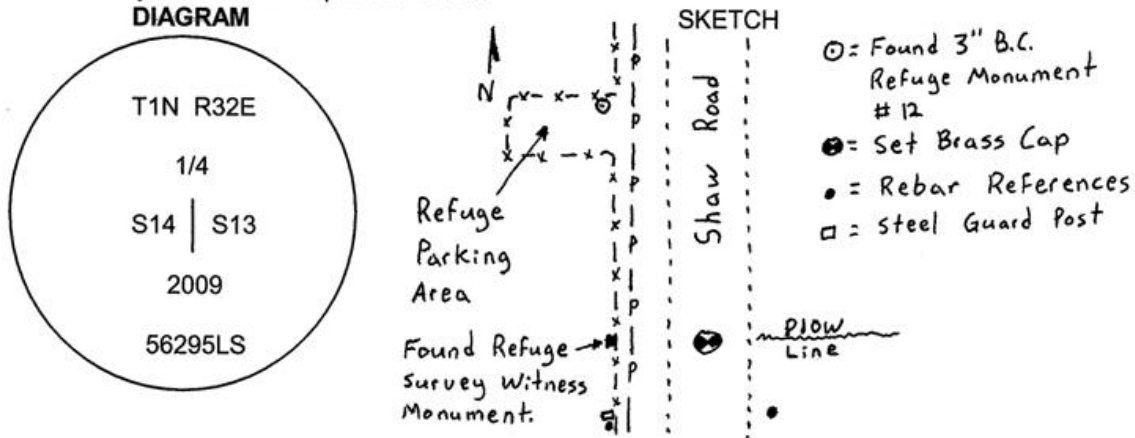 DIAGRAM
T1N R32E
1/4
S14 | S13
2009
56295LS
SKETCH
N
Refuge
Parking
Area
Found Refuge
Survey Witness
Monument.
P
P
P
P
P
P
P
Shaw Road
Plow
Line
= Found 3" B.C.
Refuge Monument
# 12
= Set Brass Cap
= Rebar References
= Steel Guard Post